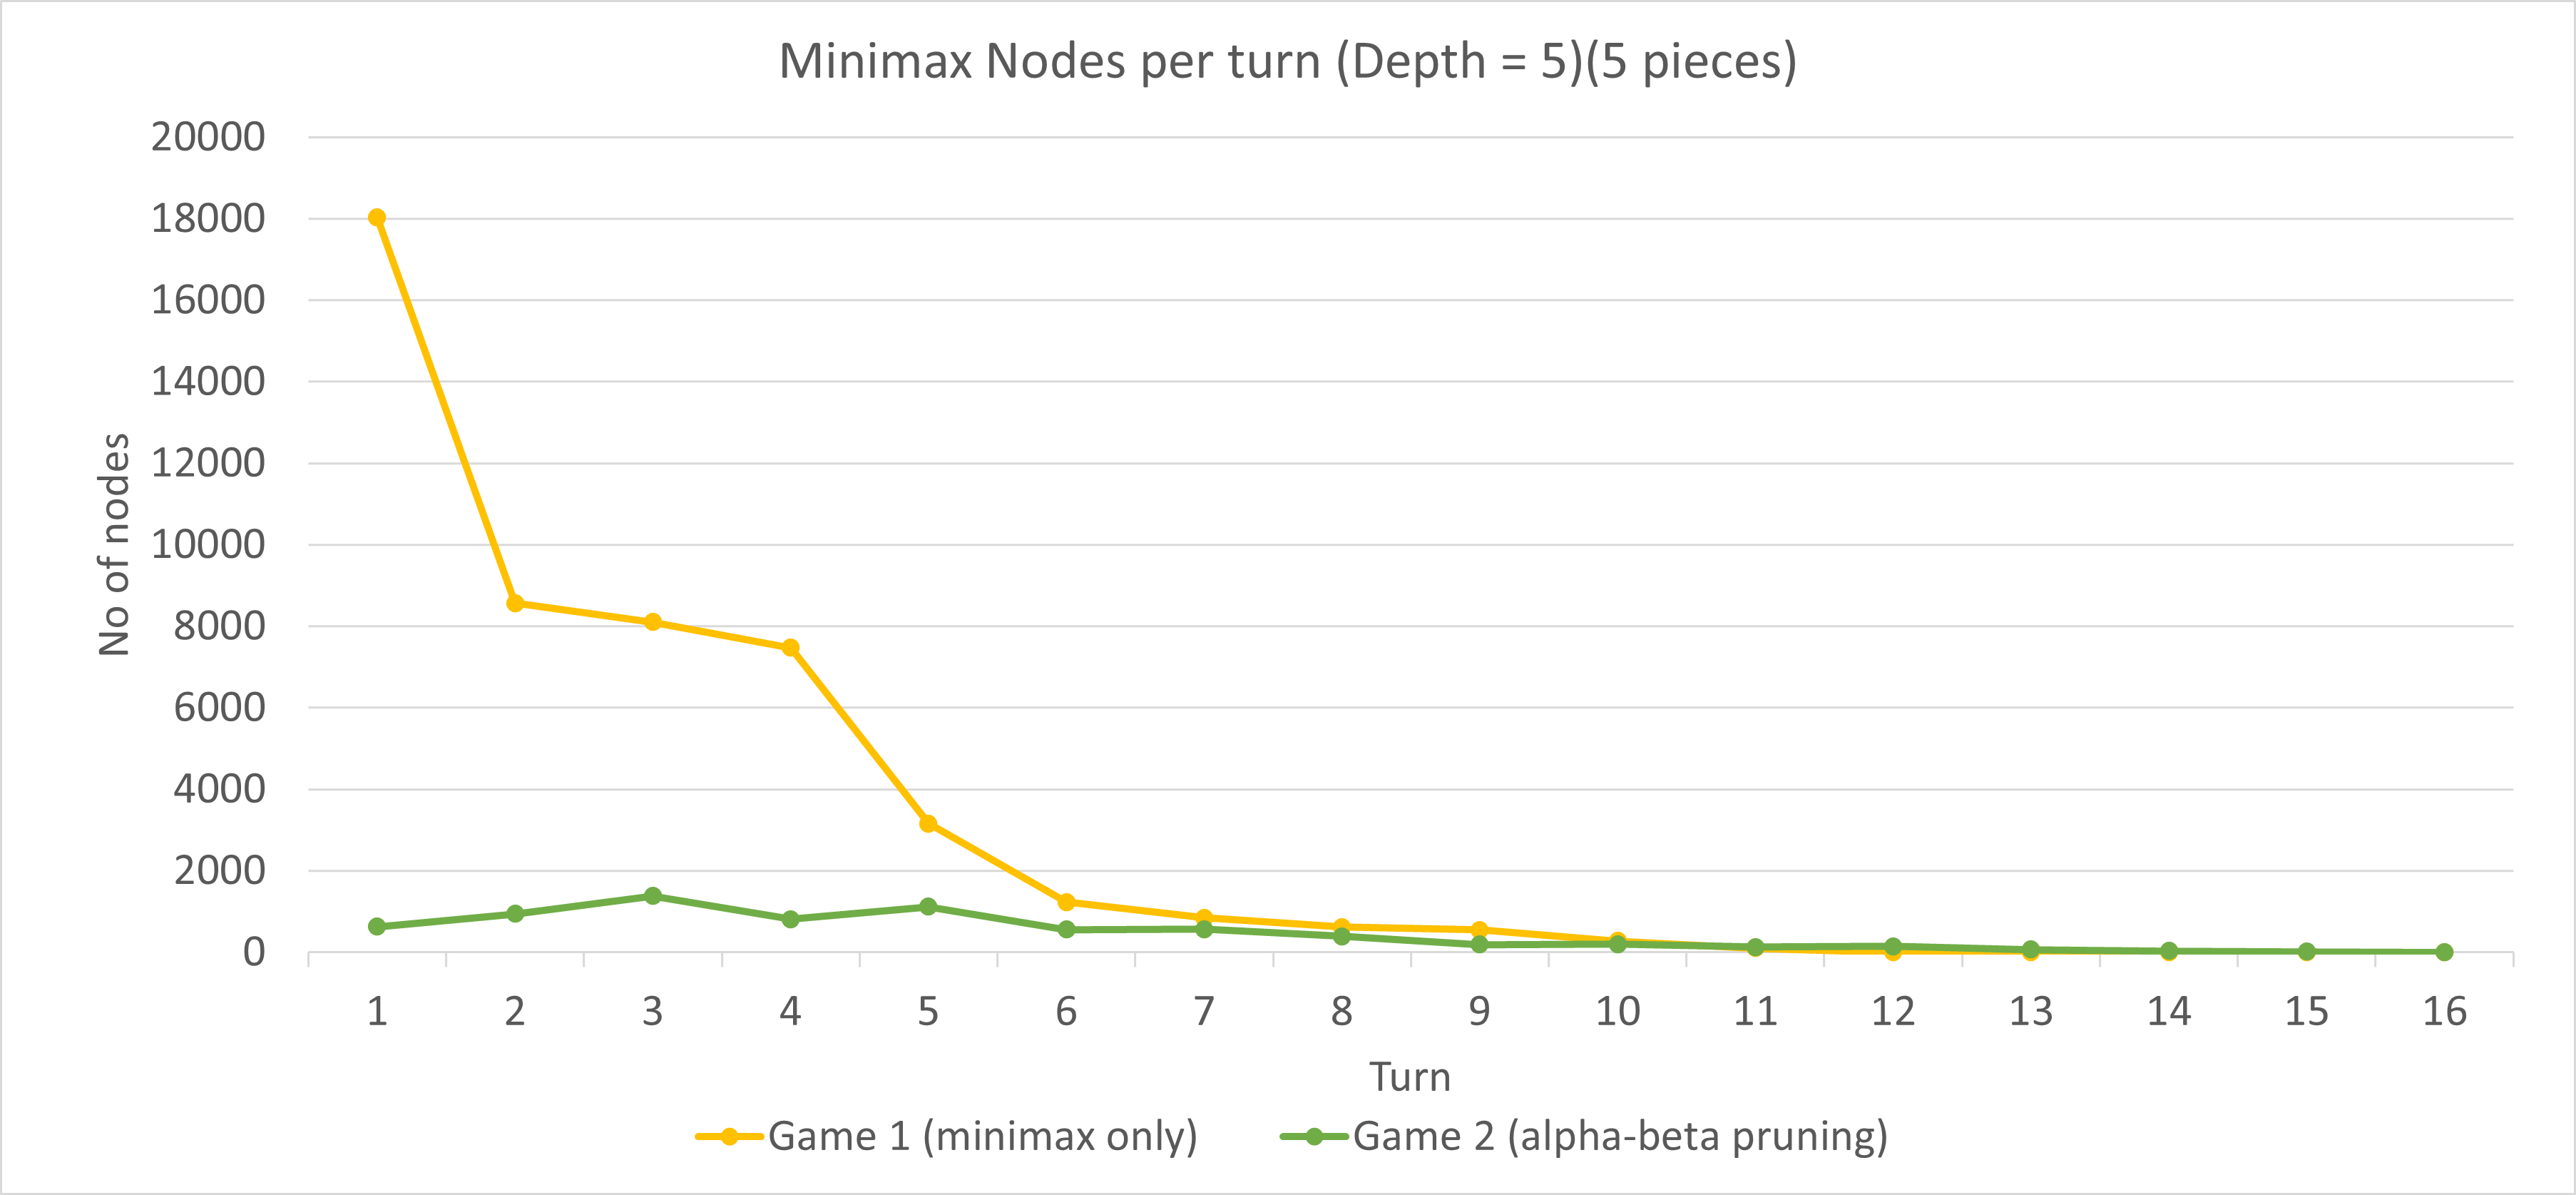 Minimax Nodes per turn (Depth = 5)(5 pieces)
20000
18000
16000
14000
12000
10000
8000
6000
4000
2000
0
No of nodes
1 2 3 4 5 6 7 8 9 10 11 12 13 14 15 16
Turn
Game 1 (minimax only) Game 2 (alpha-beta pruning)